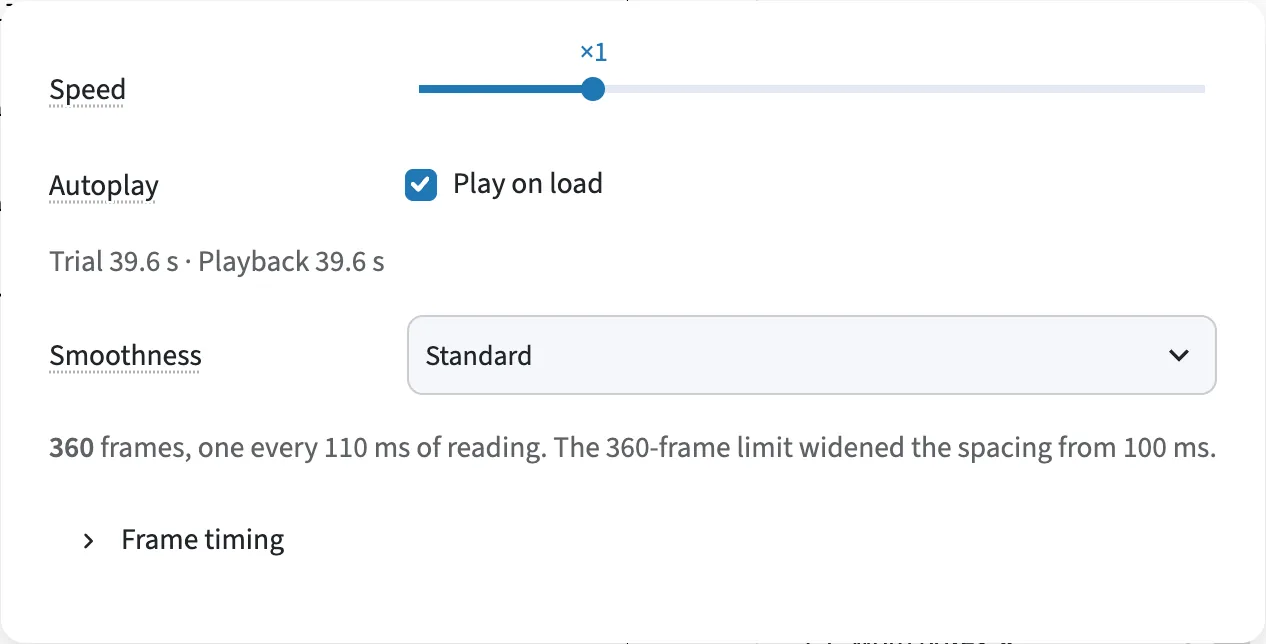 ×1
Speed
Autoplay
Play on load
Trial 39.6 s · Playback 39.6 s
Smoothness
Standard
360 frames, one every 110 ms of reading. The 360-frame limit widened the spacing from 100 ms.
Frame timing